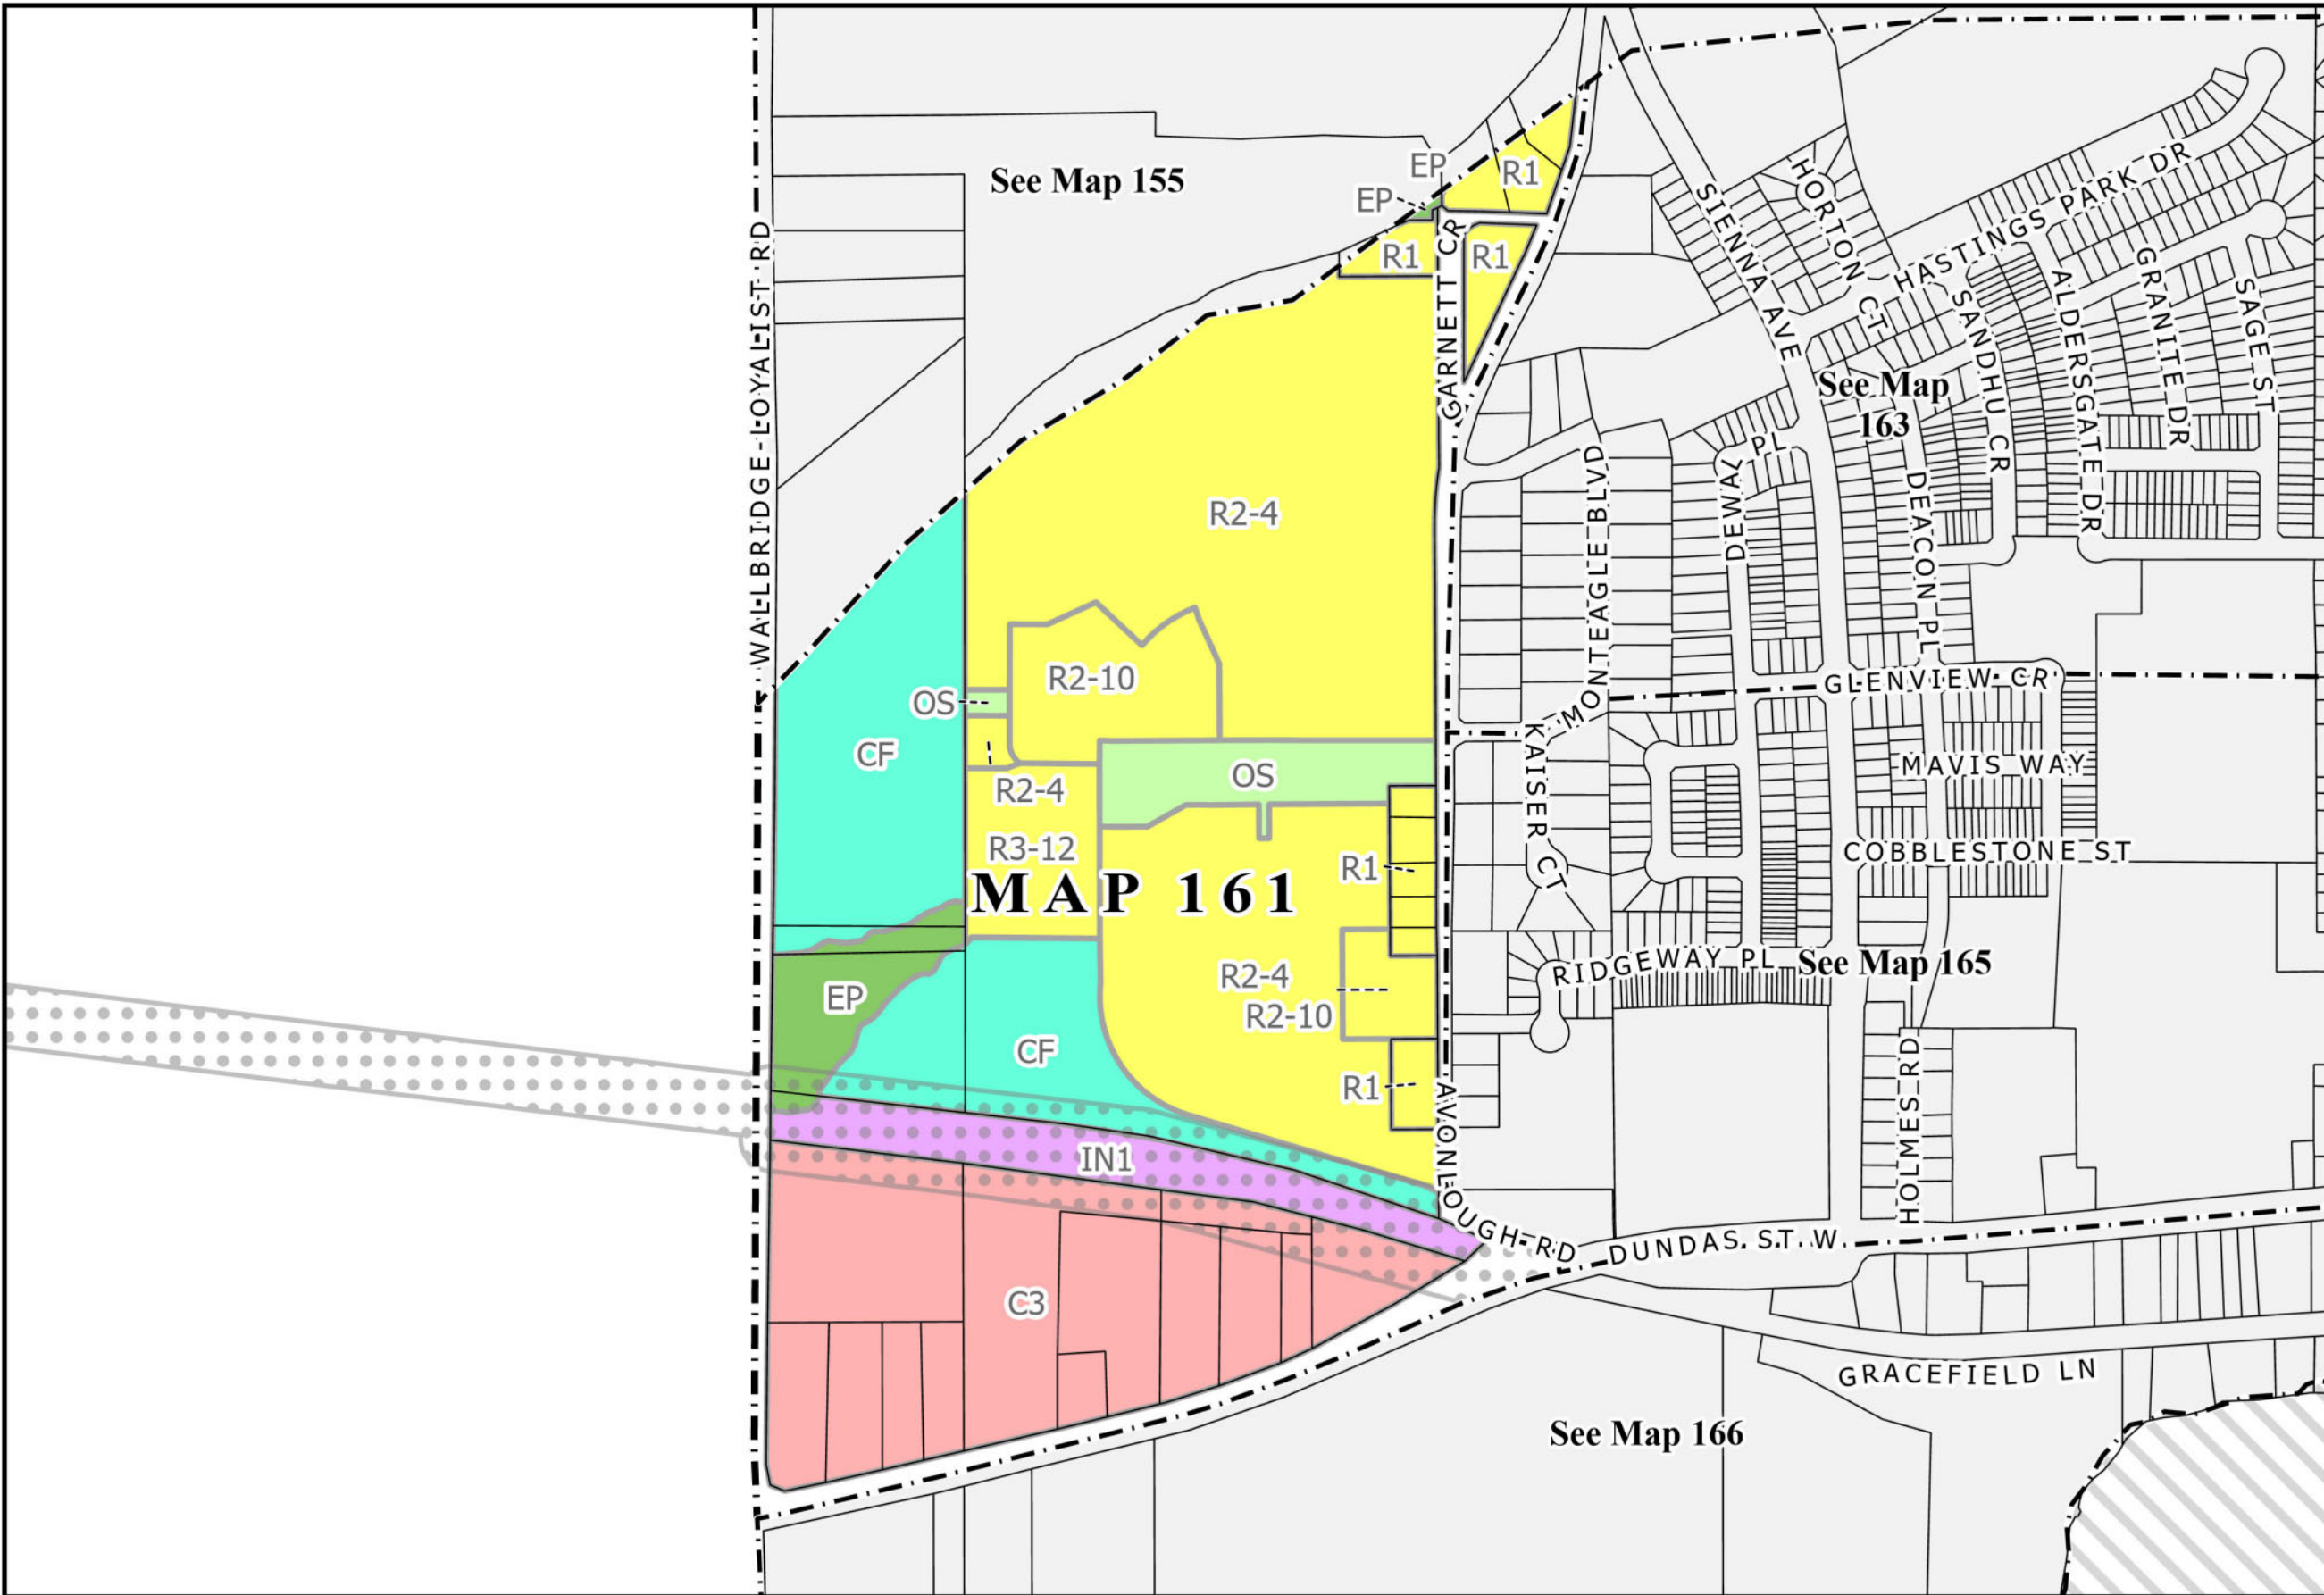 See Map 155
WALLBRIDGE-LOYALIST RD
EP
EP
R1
R1
R1
GARNETT CR
SIENNA AVE
HORTON CT
HASTINGS PARK DR
SANDHU CR
ALDERSGATE DR
GRANITE DR
SAGE ST
See Map
163
DEWAY PL
DEACON PL
MONTEAGLE BLVD
R2-4
R2-10
OS
CF
R2-4
OS
R3-12
R1
MAP 161
KAISER CT
GLENVIEW CR
MAVIS WAY
COBBLESTONE ST
RIDGEWAY PL
See Map 165
R2-4
R2-10
EP
CF
R1
HOLMES RD
IN1
AVONLOUGH RD
DUNDAS ST W
C3
GRACEFIELD LN
See Map 166